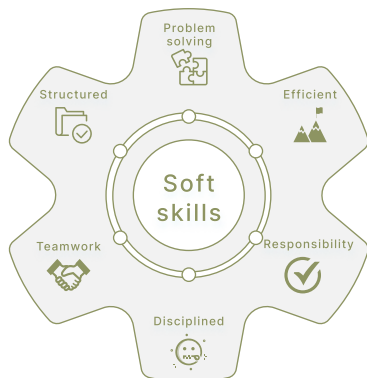 Problem
solving
Structured
Efficient
Soft
skills
Teamwork
Responsibility
Disciplined